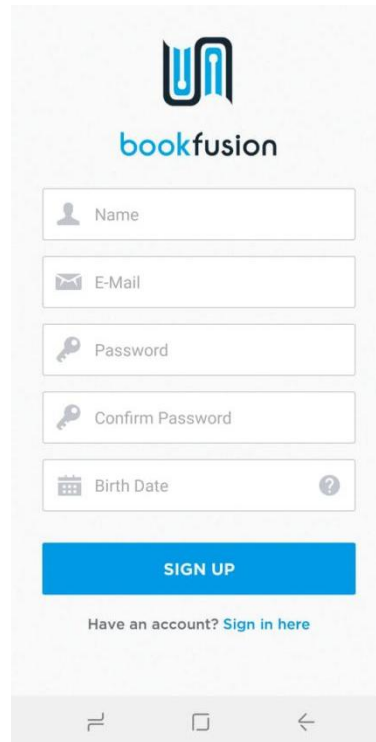 bookfusion
Name
E-Mail
Password
Confirm Password
Birth Date ?
SIGN UP
Have an account? Sign in here